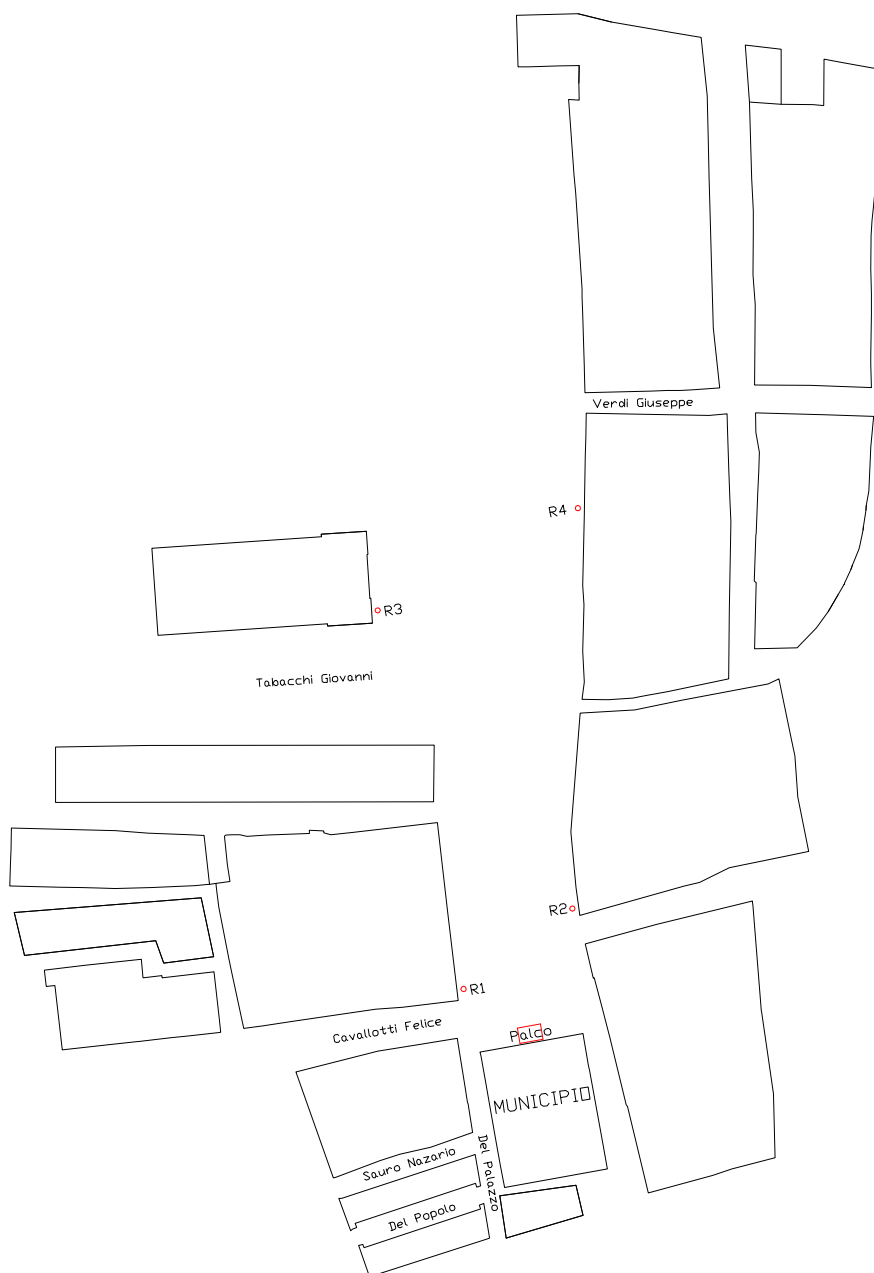 Verdi Giuseppe
R4
R3
Tabacchi Giovanni
R2
R1
Cavallotti Felice
Palco
MUNICIPIO
Sauro Nazario
Del Palazzo
Del Popolo